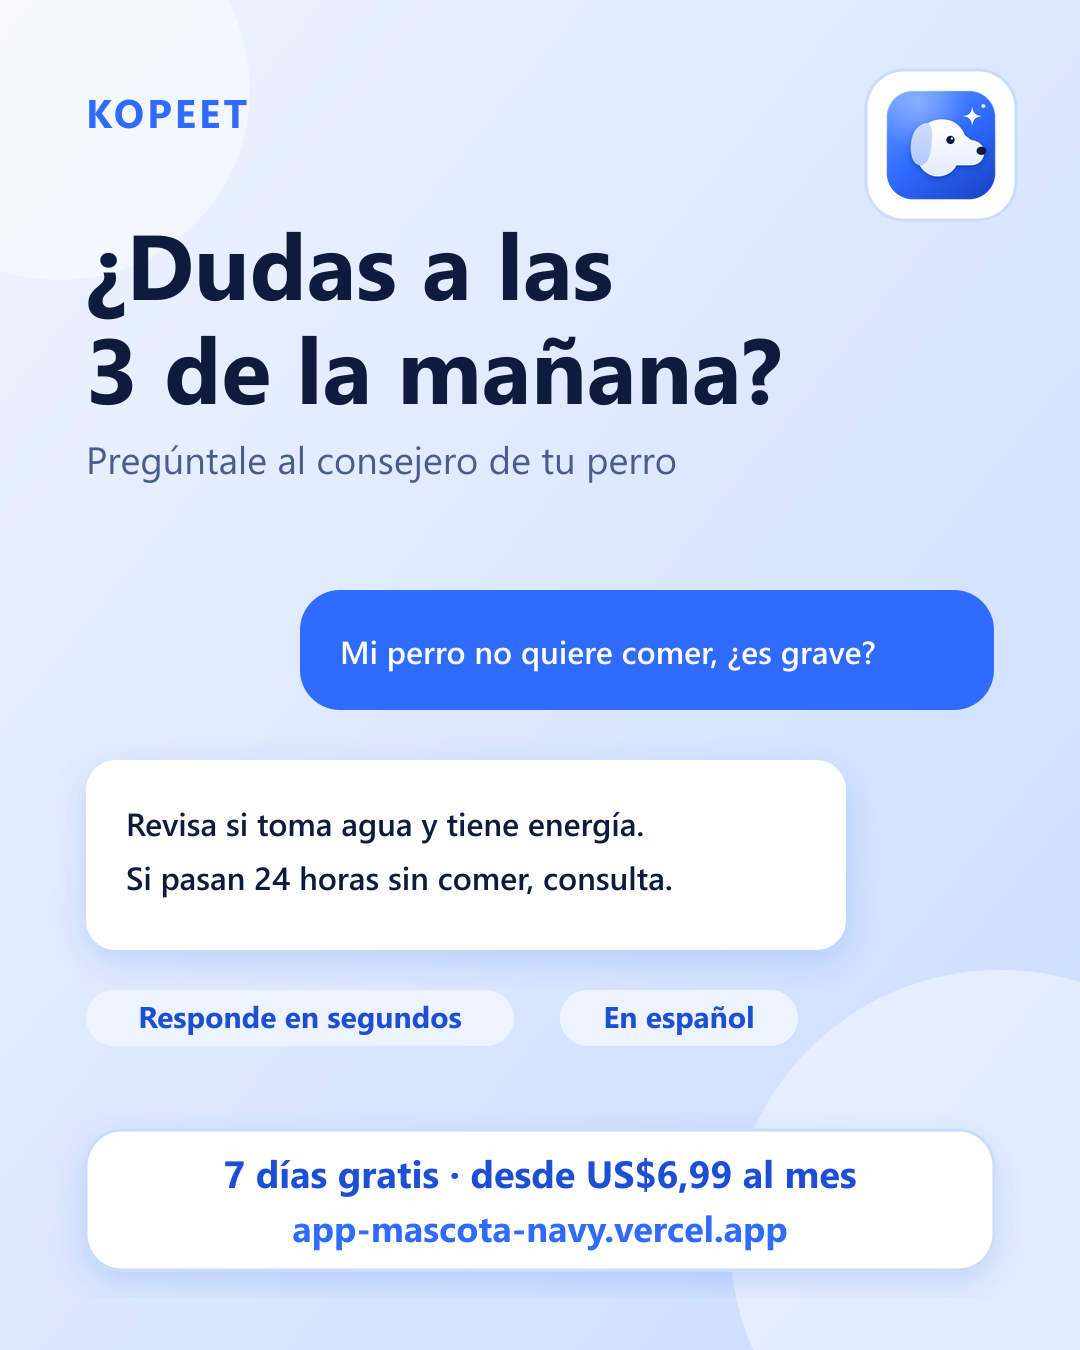 KOPEET
¿Dudas a las
3 de la mañana?
Pregúntale al consejero de tu perro
Mi perro no quiere comer, ¿es grave?
Revisa si toma agua y tiene energía.
Si pasan 24 horas sin comer, consulta.
Responde en segundos
En español
7 días gratis · desde US$6,99 al mes
app-mascota-navy.vercel.app